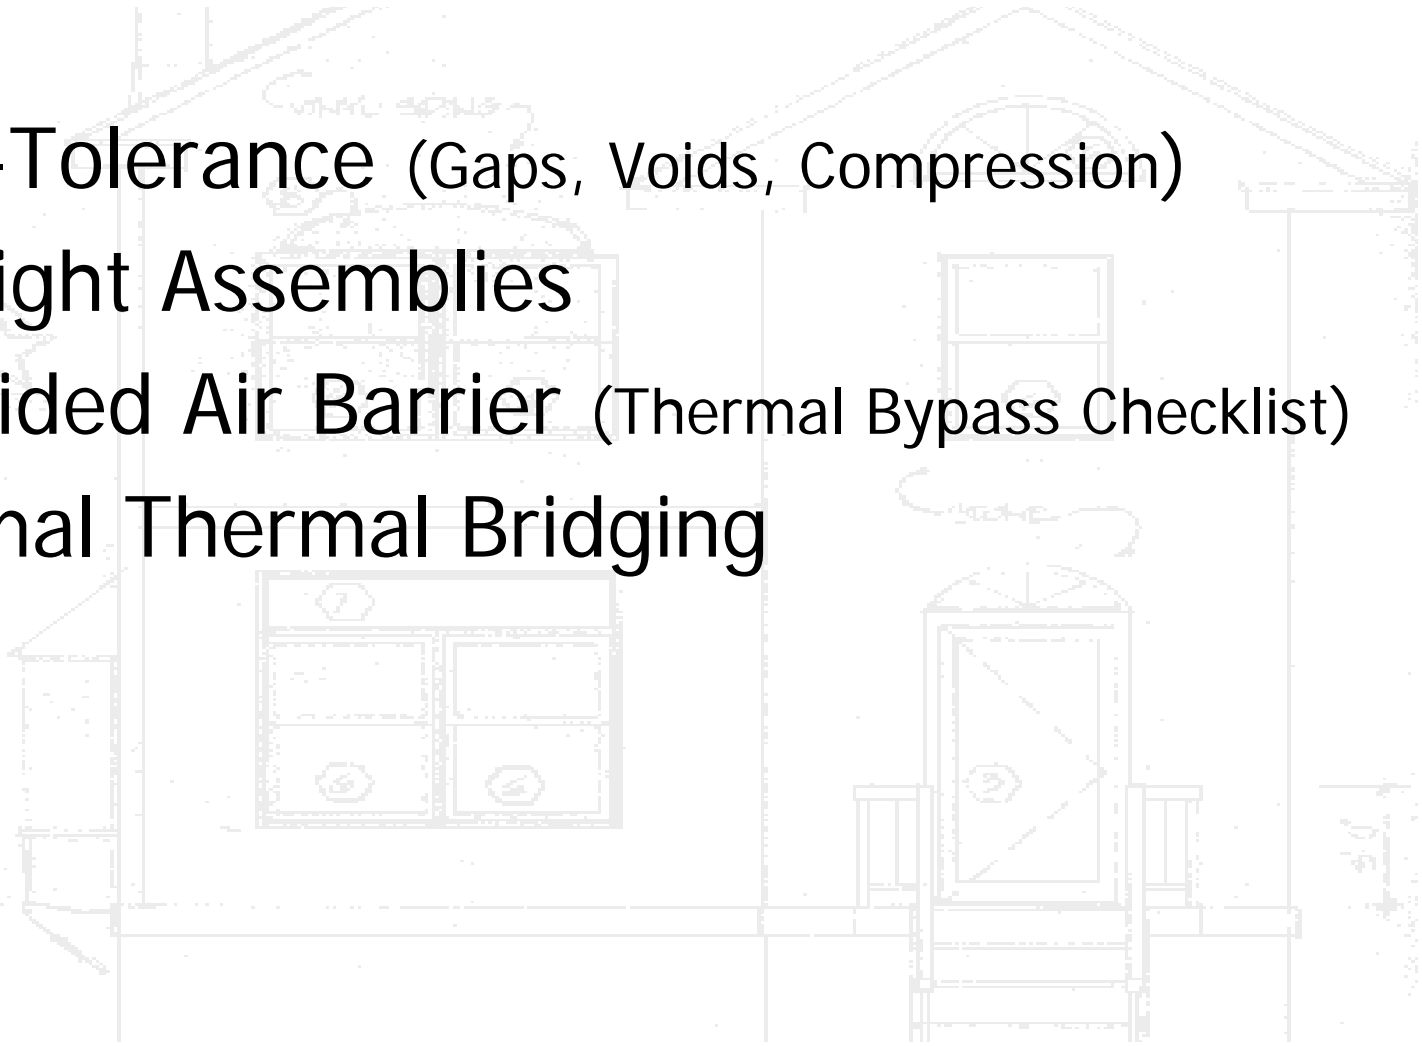 -Tolerance (Gaps, Voids, Compression)
ight Assemblies
ided Air Barrier (Thermal Bypass Checklist)
nal Thermal Bridging